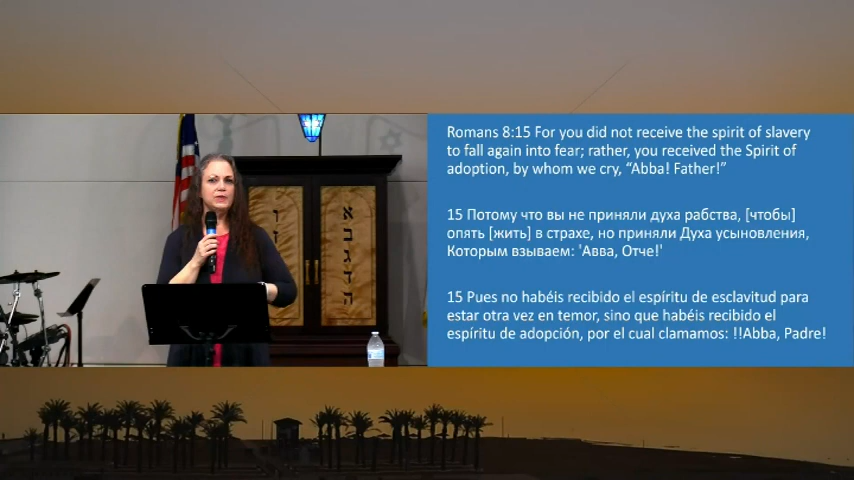 Romans 8:15 For you did not receive the spirit of slavery
to fall again into fear; rather, you received the Spirit of
adoption, by whom we cry, “Abba! Father!”
15 Потому что вы не приняли духа рабства, [чтобы]
опять [жить] в страхе, но приняли Духа усыновления,
Которым взываем: 'Авва, Отче!'
15 Pues no habéis recibido el espíritu de esclavitud para
estar otra vez en temor, sino que habéis recibido el
espíritu de adopción, por el cual clamamos: !!Abba, Padre!
ו
ז
א
ב
ג
ד
ה